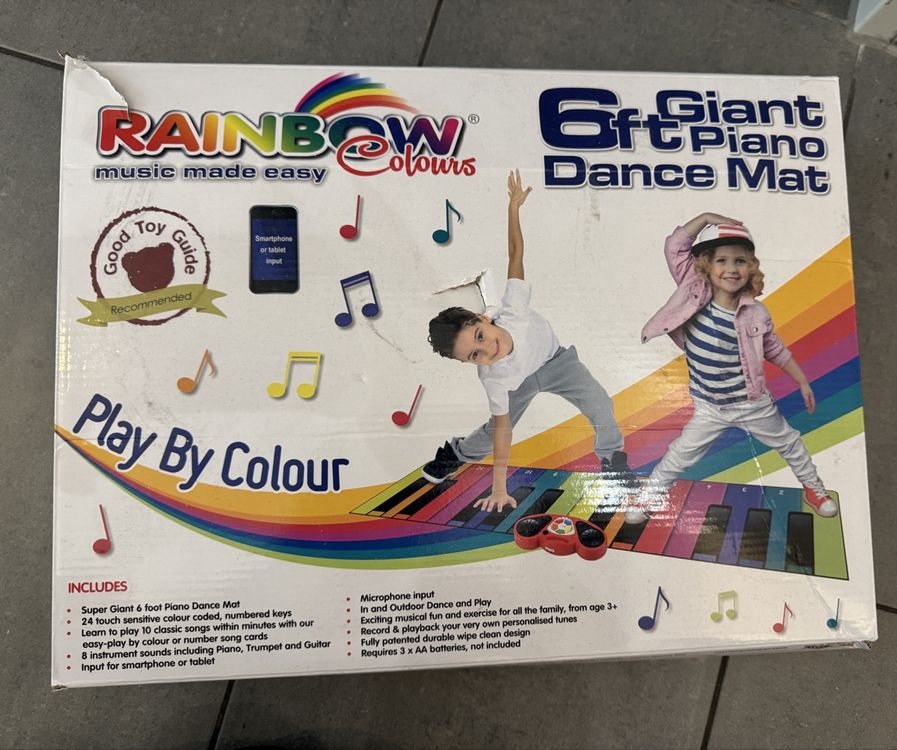 RAINBOW ®
Colours
music made easy
6ft Giant
Piano
Dance Mat
Good Toy Guide
Recommended
Smartphone
or tablet
input
Play By Colour
INCLUDES
• Super Giant 6 foot Piano Dance Mat
• 24 touch sensitive colour coded, numbered keys
• Learn to play 10 classic songs within minutes with our
easy-play by colour or number song cards
• 8 instrument sounds including Piano, Trumpet and Guitar
• Input for smartphone or tablet
• Microphone input
• In and Outdoor Dance and Play
• Exciting musical fun and exercise for all the family, from age 3+
• Record & playback your very own personalised tunes
• Fully patented durable wipe clean design
• Requires 3 x AA batteries, not included